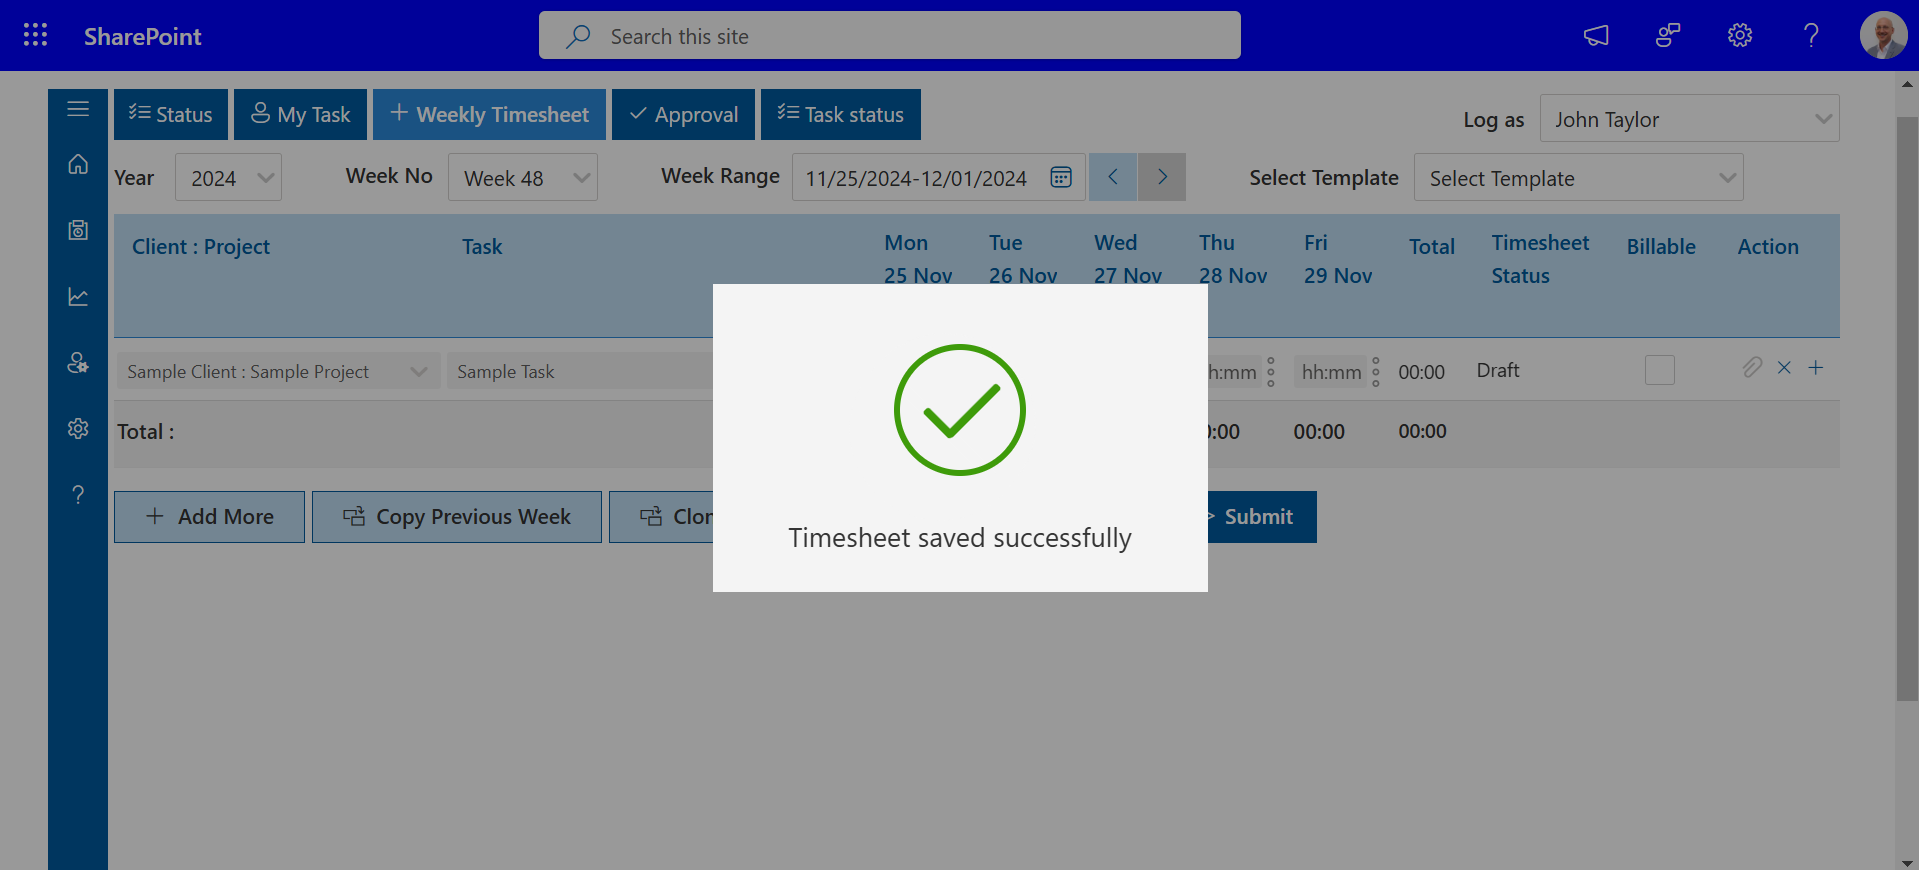 SharePoint
Search this site
Status
My Task
Weekly Timesheet
Approval
Task status
Log as
John Taylor
Year
2024
Week No
Week 48
Week Range
11/25/2024-12/01/2024
Select Template
Select Template
Client : Project
Task
Mon
25 Nov
Tue
26 Nov
Wed
27 Nov
Thu
28 Nov
Fri
29 Nov
Total
Timesheet
Status
Billable
Action
Sample Client : Sample Project
Sample Task
h:mm
hh:mm
00:00
Draft
Total :
:00
00:00
00:00
Add More
Copy Previous Week
Clon
Submit
Timesheet saved successfully